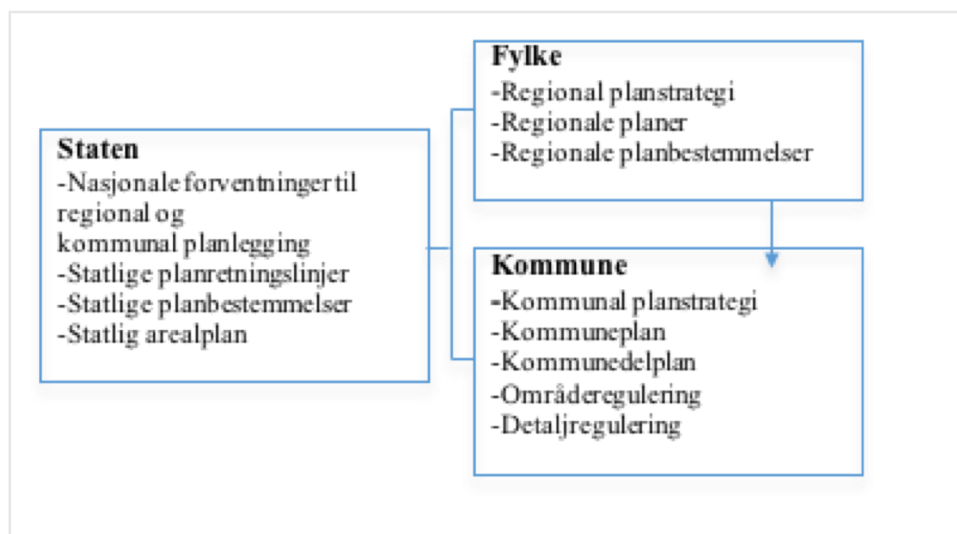 Staten
-Nasjonale forventninger til
regional og
kommunal planlegging
-Statlige planretningslinjer
-Statlige planbestemmelser
-Statlig arealplan
Fylke
-Regional planstrategi
-Regionale planer
-Regionale planbestemmelser
Kommune
-Kommunal planstrategi
-Kommuneplan
-Kommunedelplan
-Områderegulering
-Detaljregulering